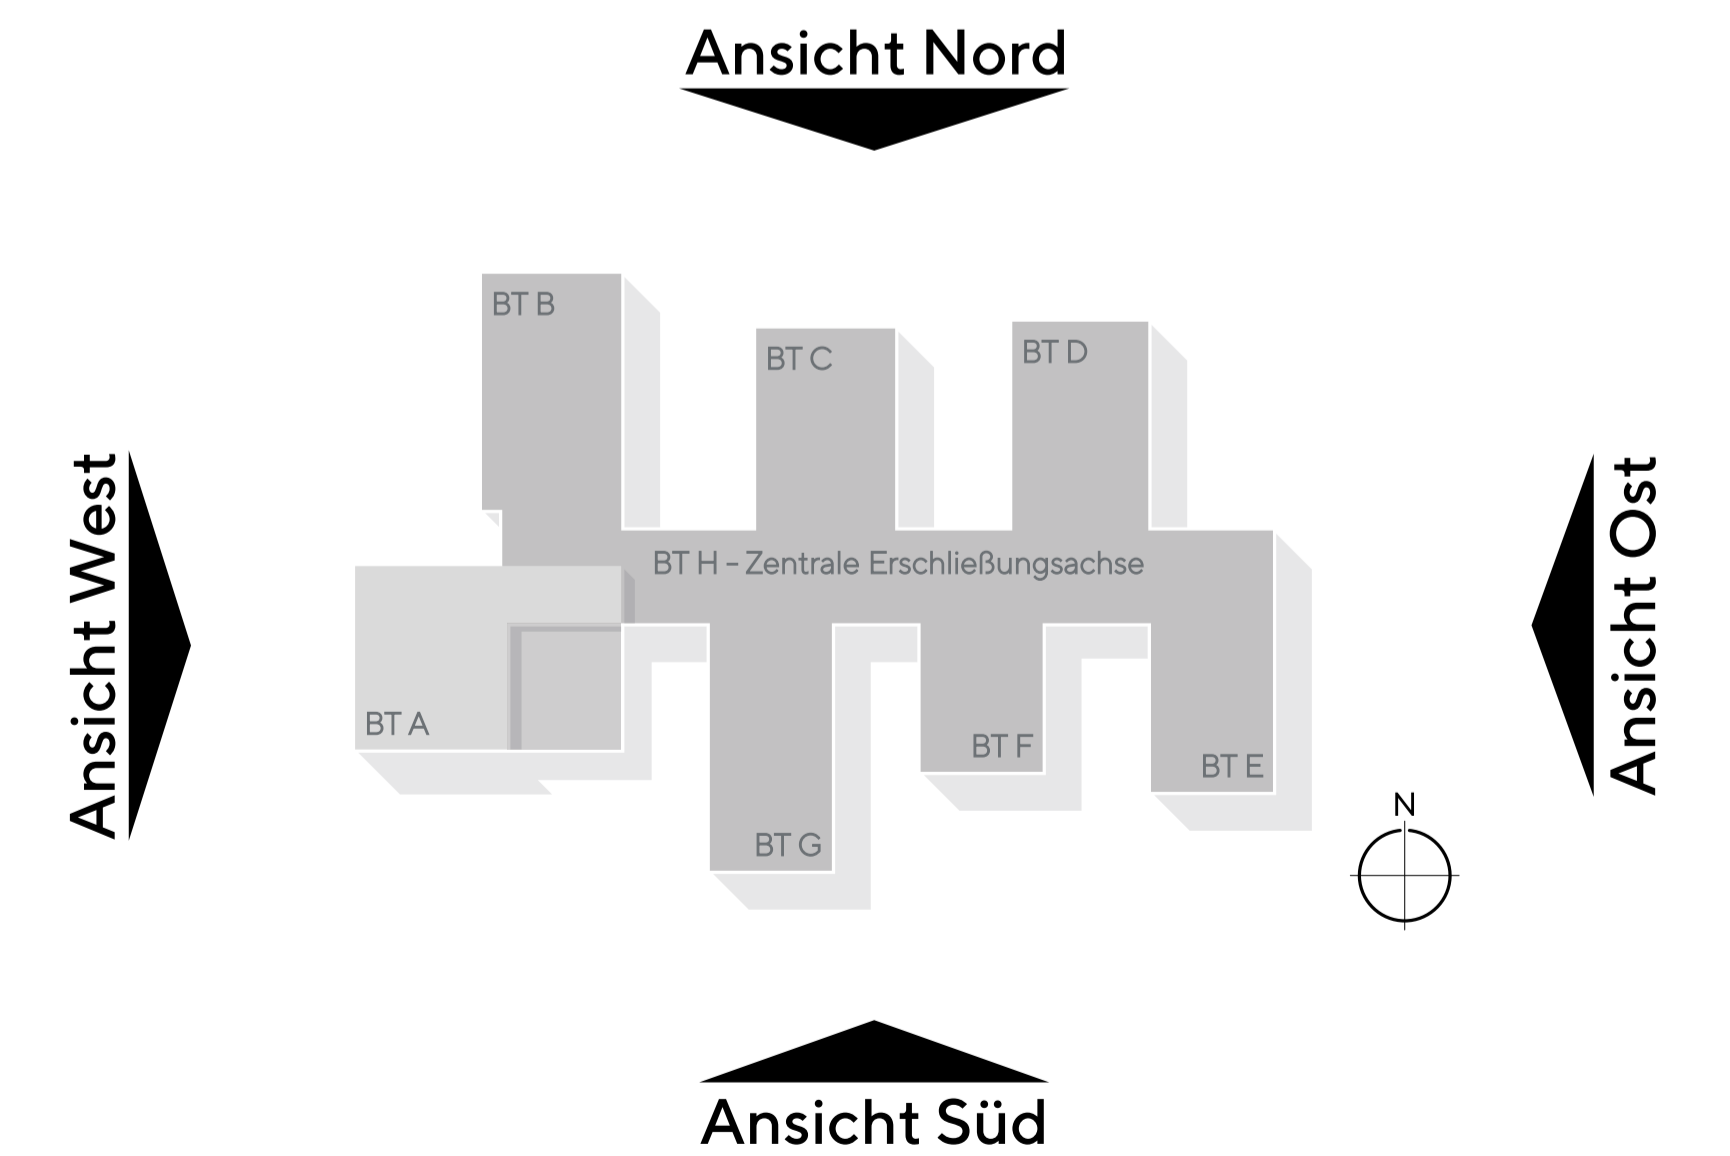 Ansicht Nord
BT B
BT C
BT D
Ansicht West
Ansicht Ost
BT H – Zentrale Erschließungsachse
BT A
BT F
BT E
BT G
N
Ansicht Süd